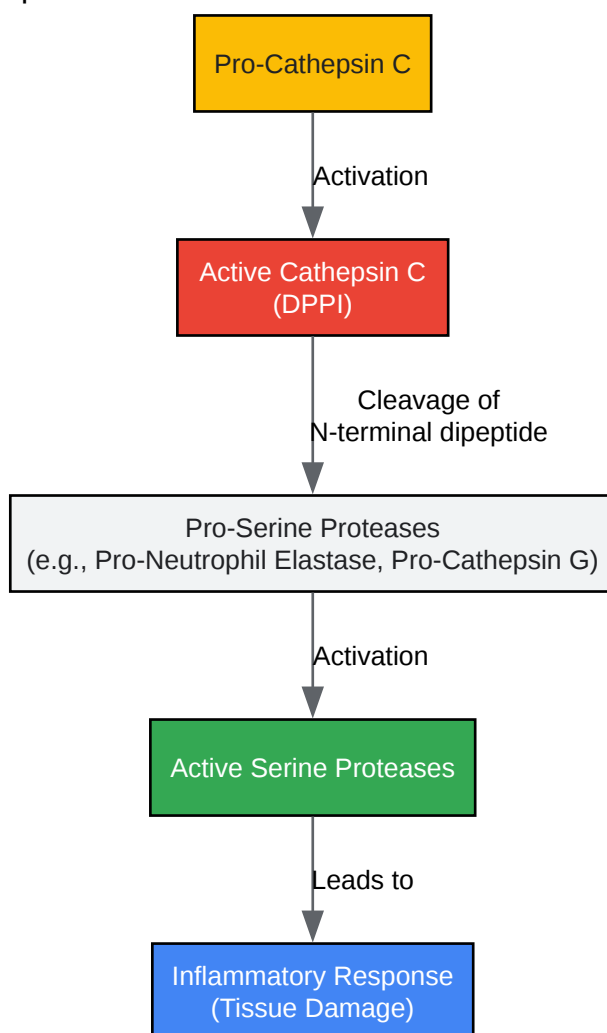 Pro-Cathepsin C
Activation
Active Cathepsin C
(DPPI)
Cleavage of
N-terminal dipeptide
Pro-Serine Proteases
(e.g., Pro-Neutrophil Elastase, Pro-Cathepsin G)
Activation
Active Serine Proteases
Leads to
Inflammatory Response
(Tissue Damage)